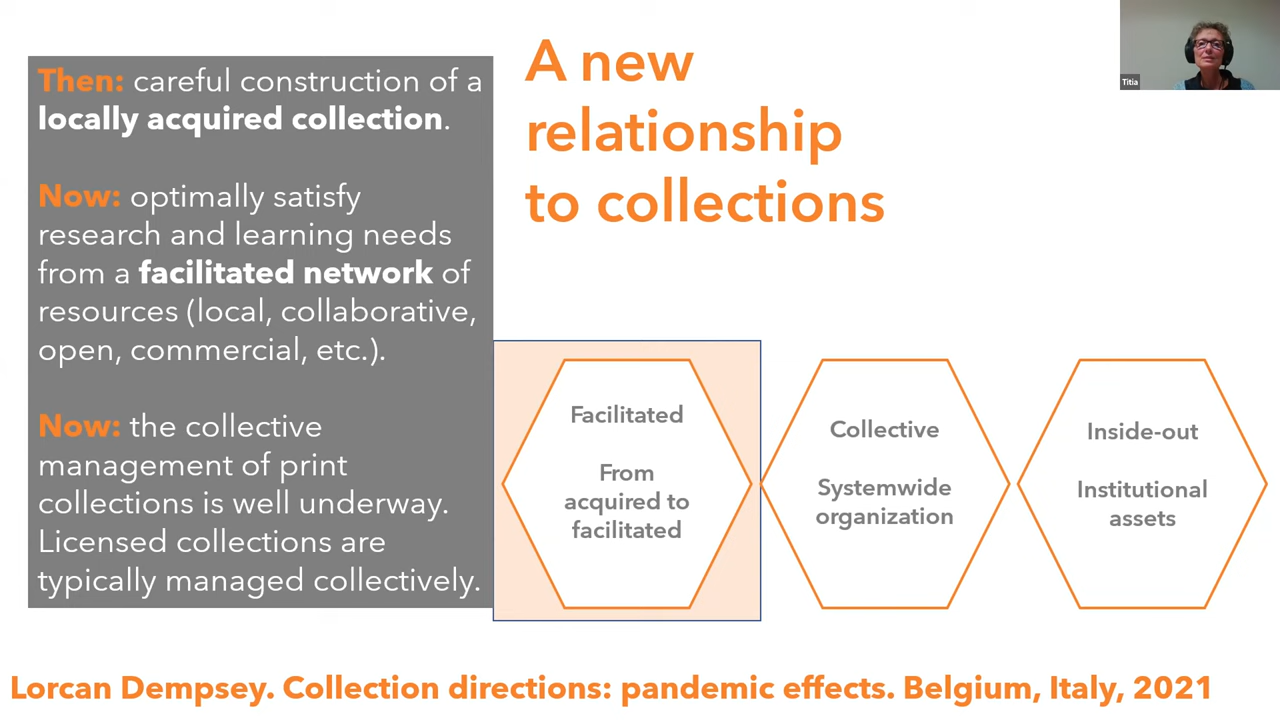 Then: careful construction of a
locally acquired collection.
Now: optimally satisfy
research and learning needs
from a facilitated network of
resources (local, collaborative,
open, commercial, etc.).
Now: the collective
management of print
collections is well underway.
Licensed collections are
typically managed collectively.
A new
relationship
to collections
Titia
Facilitated
From
acquired to
facilitated
Collective
Systemwide
organization
Inside-out
Institutional
assets
Lorcan Dempsey. Collection directions: pandemic effects. Belgium, Italy, 2021